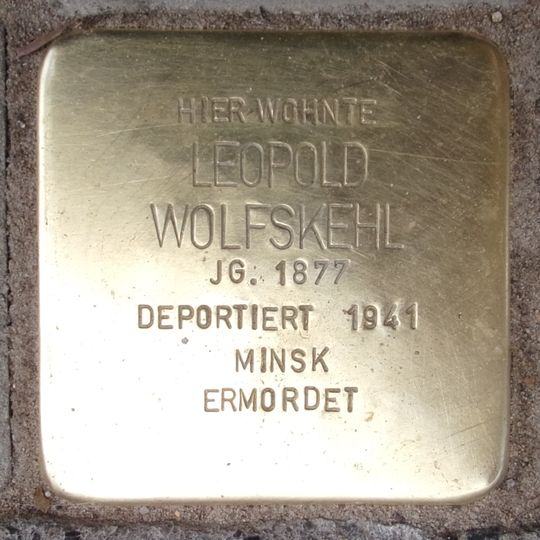 HIER WOHNTE
LEOPOLD
WOLFSKEHL
JG. 1877
DEPORTIERT 1941
MINSK
ERMORDET